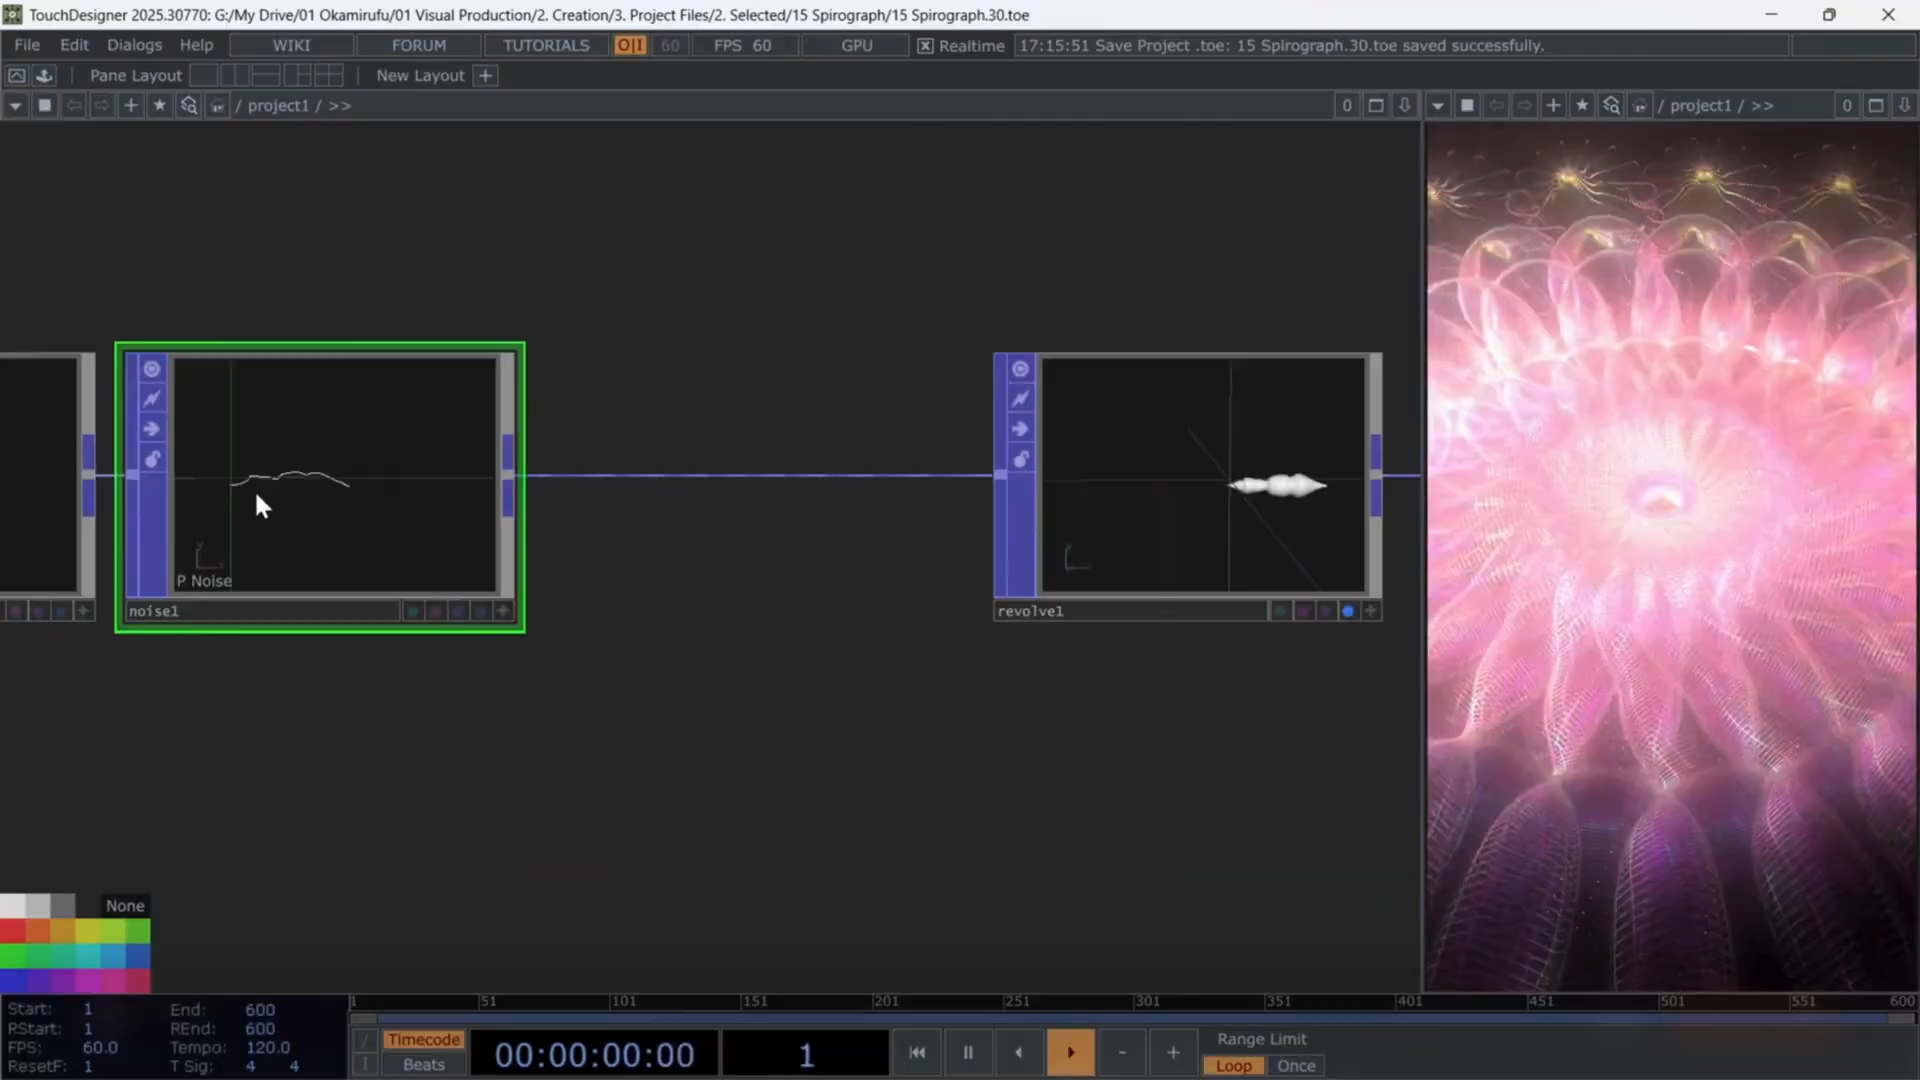 TouchDesigner 2025.30770: G:/My Drive/01 Okamirufu/01 Visual Production/2. Creation/3. Project Files/2. Selected/15 Spirograph/15 Spirograph.30.toe
File Edit Dialogs Help WIKI FORUM TUTORIALS O|I 60 FPS 60 GPU Realtime 17:15:51 Save Project .toe: 15 Spirograph.30.toe saved successfully.
Pane Layout New Layout +
/ project1 / >> 0 / project1 / >> 0
P Noise
noise1
revolve1
None
1 51 101 151 201 251 301 351 401 451 501 551 600
Start: 1 End: 600
RStart: 1 REnd: 600
FPS: 60.0 Tempo: 120.0
ResetF: 1 T Sig: 4 4
Timecode
Beats
00:00:00:00
1
- +
Range Limit
Loop Once